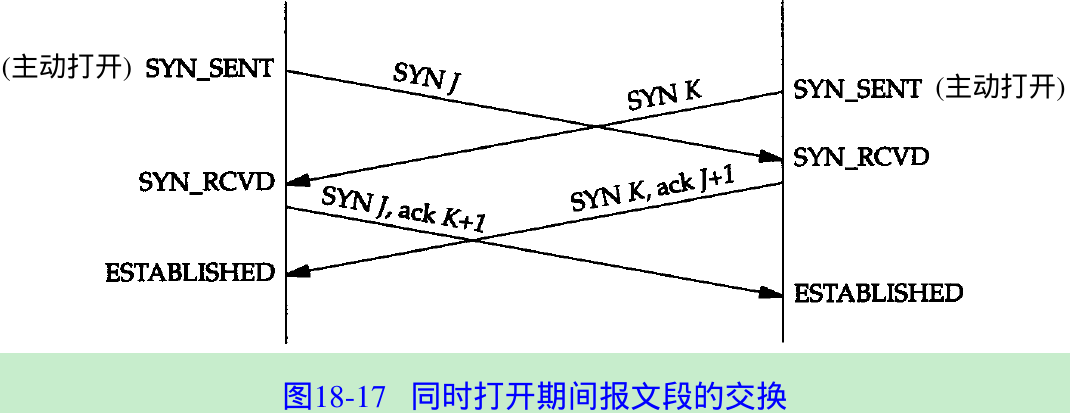 (主动打开) SYN_SENT
SYN J
SYN K
SYN_SENT (主动打开)
SYN_RCVD
SYN_RCVD
SYN J, ack K+1
SYN K, ack J+1
ESTABLISHED
ESTABLISHED
图18-17 同时打开期间报文段的交换